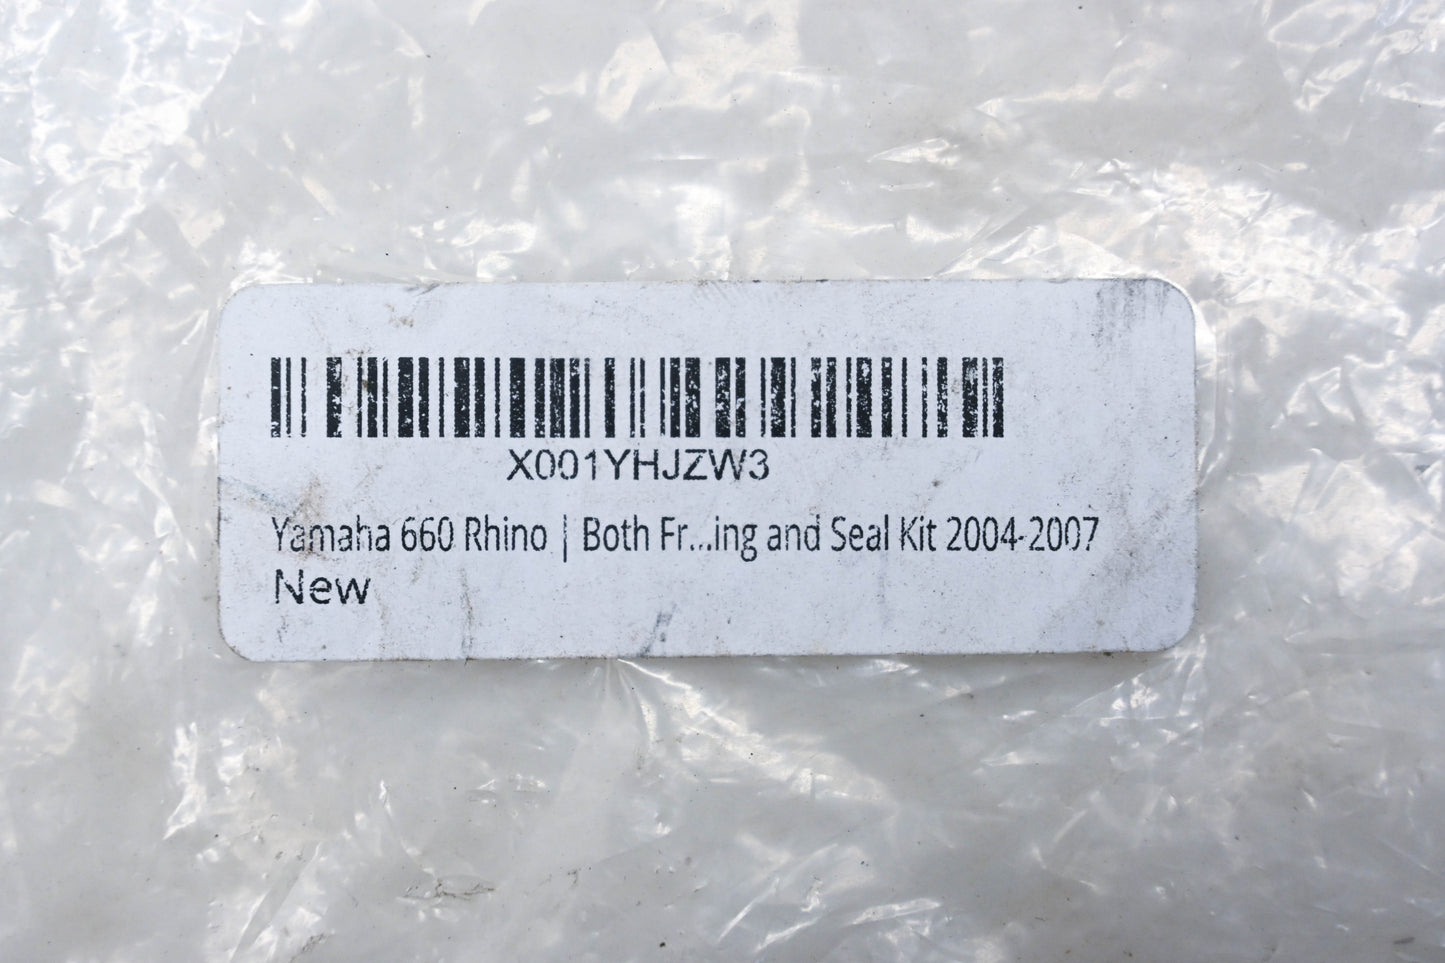 X001YHJZW3
Yamaha 660 Rhino | Both Fr...ing and Seal Kit 2004-2007
New